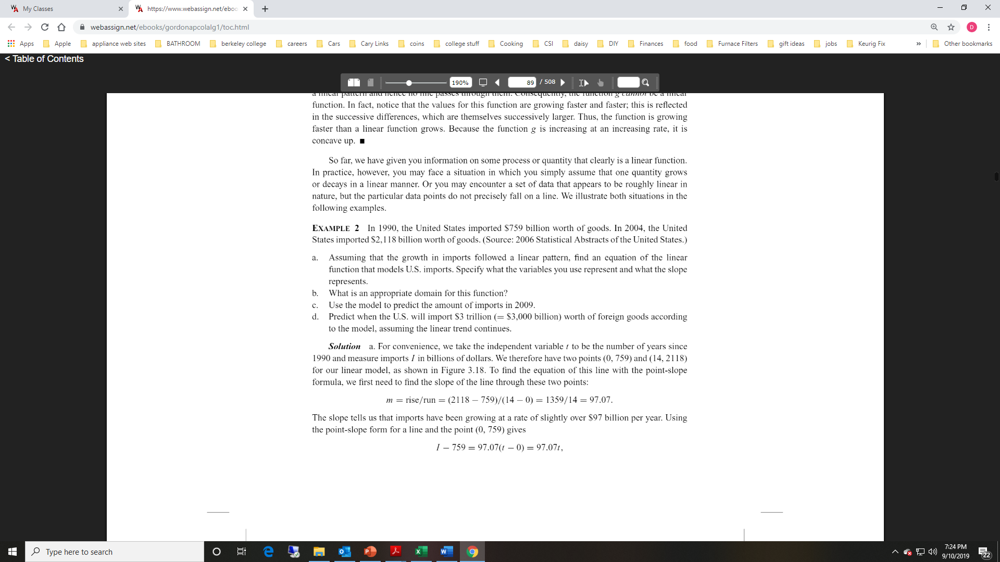 My Classes
https://www.webassign.net/eboo
webassign.net/ebooks/gordonapcolalg1/toc.html
D
Apps Apple appliance web sites BATHROOM berkeley college careers Cars Cary Links coins college stuff Cooking CSI daisy DIY Finances food Furnace Filters gift ideas jobs Keurig Fix » Other bookmarks
< Table of Contents
190% 89 / 508
a linear pattern and hence no line passes through them. Consequently, the function g cannot be a linear
function. In fact, notice that the values for this function are growing faster and faster; this is reflected
in the successive differences, which are themselves successively larger. Thus, the function is growing
faster than a linear function grows. Because the function g is increasing at an increasing rate, it is
concave up. ■
So far, we have given you information on some process or quantity that clearly is a linear function.
In practice, however, you may face a situation in which you simply assume that one quantity grows
or decays in a linear manner. Or you may encounter a set of data that appears to be roughly linear in
nature, but the particular data points do not precisely fall on a line. We illustrate both situations in the
following examples.
EXAMPLE 2 In 1990, the United States imported $759 billion worth of goods. In 2004, the United
States imported $2,118 billion worth of goods. (Source: 2006 Statistical Abstracts of the United States.)
a. Assuming that the growth in imports followed a linear pattern, find an equation of the linear
function that models U.S. imports. Specify what the variables you use represent and what the slope
represents.
b. What is an appropriate domain for this function?
c. Use the model to predict the amount of imports in 2009.
d. Predict when the U.S. will import $3 trillion (= $3,000 billion) worth of foreign goods according
to the model, assuming the linear trend continues.
Solution a. For convenience, we take the independent variable t to be the number of years since
1990 and measure imports I in billions of dollars. We therefore have two points (0, 759) and (14, 2118)
for our linear model, as shown in Figure 3.18. To find the equation of this line with the point-slope
formula, we first need to find the slope of the line through these two points:
m = rise/run = (2118 − 759)/(14 − 0) = 1359/14 = 97.07.
The slope tells us that imports have been growing at a rate of slightly over $97 billion per year. Using
the point-slope form for a line and the point (0, 759) gives
I − 759 = 97.07(t − 0) = 97.07t,
Type here to search
7:24 PM
9/10/2019
22